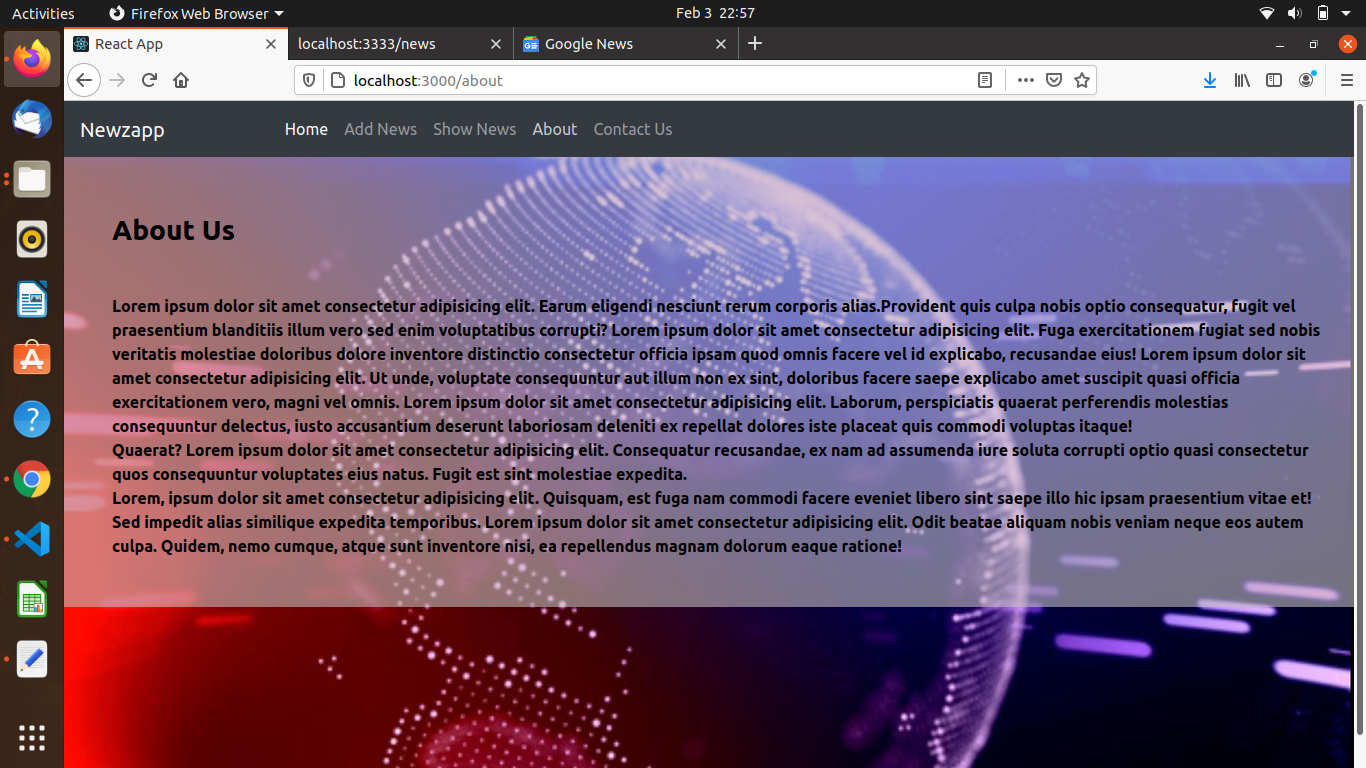 Activities
Firefox Web Browser
Feb 3 22:57
React App
localhost:3333/news
Google News
localhost:3000/about
Newzapp
Home
Add News
Show News
About
Contact Us
About Us
Lorem ipsum dolor sit amet consectetur adipisicing elit. Earum eligendi nesciunt rerum corporis alias.Provident quis culpa nobis optio consequatur, fugit vel
praesentium blanditiis illum vero sed enim voluptatibus corrupti? Lorem ipsum dolor sit amet consectetur adipisicing elit. Fuga exercitationem fugiat sed nobis
veritatis molestiae doloribus dolore inventore distinctio consectetur officia ipsam quod omnis facere vel id explicabo, recusandae eius! Lorem ipsum dolor sit
amet consectetur adipisicing elit. Ut unde, voluptate consequuntur aut illum non ex sint, doloribus facere saepe explicabo amet suscipit quasi officia
exercitationem vero, magni vel omnis. Lorem ipsum dolor sit amet consectetur adipisicing elit. Laborum, perspiciatis quaerat perferendis molestias
consequuntur delectus, iusto accusantium deserunt laboriosam deleniti ex repellat dolores iste placeat quis commodi voluptas itaque!
Quaerat? Lorem ipsum dolor sit amet consectetur adipisicing elit. Consequatur recusandae, ex nam ad assumenda iure soluta corrupti optio quasi consectetur
quos consequuntur voluptates eius natus. Fugit est sint molestiae expedita.
Lorem, ipsum dolor sit amet consectetur adipisicing elit. Quisquam, est fuga nam commodi facere eveniet libero sint saepe illo hic ipsam praesentium vitae et!
Sed impedit alias similique expedita temporibus. Lorem ipsum dolor sit amet consectetur adipisicing elit. Odit beatae aliquam nobis veniam neque eos autem
culpa. Quidem, nemo cumque, atque sunt inventore nisi, ea repellendus magnam dolorum eaque ratione!